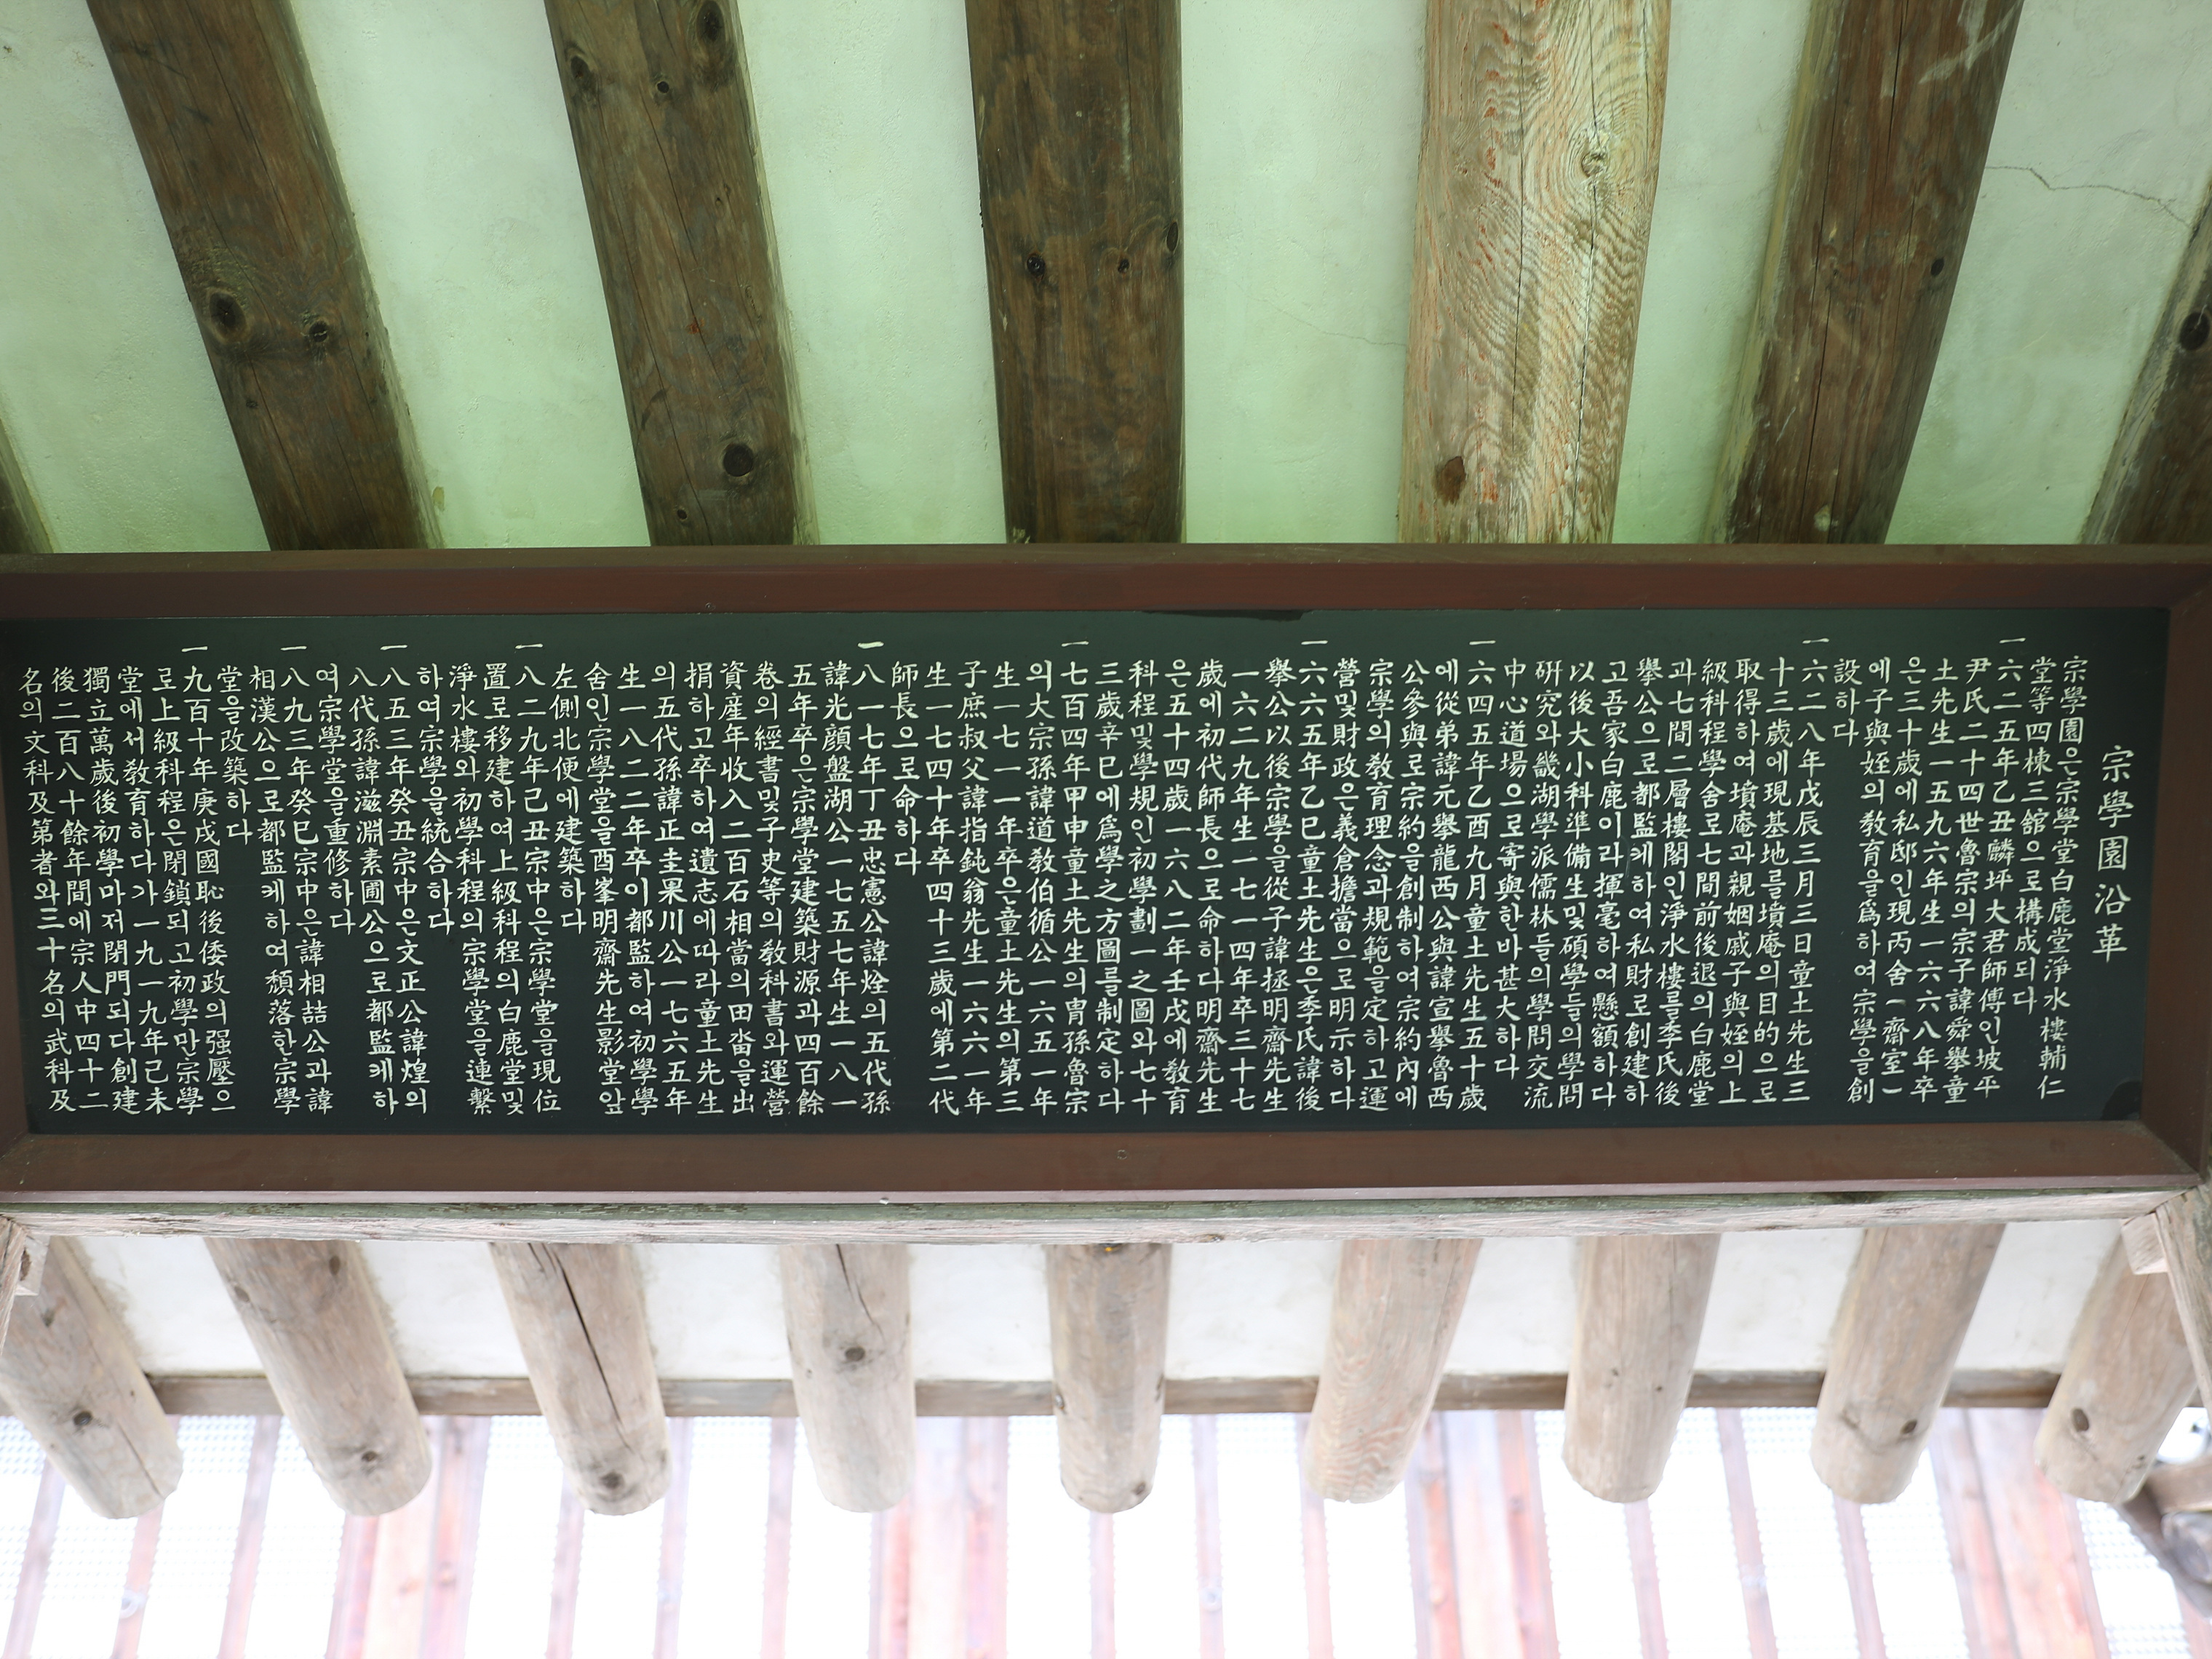 宗學園沿革
宗學園은宗學堂白鹿堂淨水樓輔仁
堂等四棟三舘으로構成되다
一六二五年乙丑麟坪大君師傅인坡平
尹氏二十四世魯宗의宗子諱舜擧童
土先生一五九六年生一六六八年卒
은三十歲에私邸인現丙舍一齋室一
에子與姪의敎育을爲하여宗學을創
設하다
一六二八年戊辰三月三日童土先生三
十三歲에現基地를墳庵의目的으로
取得하여墳庵과親姻戚子與姪의上
級科程學舍로七間前後退의白鹿堂
과七間二層樓閣인淨水樓를季氏後
擧公으로都監케하여私財로創建하
고吾家白鹿이라揮毫하여懸額하다
以後大小科準備生및碩學들의學問
硏究와畿湖學派儒林들의學問交流
中心道場으로寄與한바甚大하다
一六四五年乙酉九月童土先生五十歲
에從弟諱元擧龍西公與諱宣擧魯西
公參與로宗約을創制하여宗約內에
宗學의敎育理念과規範을定하고運
營및財政은義倉擔當으로明示하다
一六六五年乙巳童土先生은季氏諱後
擧公以後宗學을從子諱拯明齋先生
一六二九年生一七一四年卒三十七
歲에初代師長으로命하다明齋先生
은五十四歲一六八二年壬戌에敎育
科程및學規인初學劃一之圖와七十
三歲辛巳에爲學之方圖를制定하다
一七百四年甲申童土先生의胄孫魯宗
의大宗孫諱道敎伯循公一六五一年
生一七一一年卒은童土先生의第三
子庶叔父諱指鈍翁先生一六六一年
生一七四十年卒四十三歲에第二代
師長으로命하다
一八一七年丁丑忠憲公諱烇의五代孫
諱光顔盤湖公一七五七年生一八一
五年卒은宗學堂建築財源과四百餘
卷의經書및子史等의敎科書와運營
資産年收入二百石相當의田畓을出
捐하고卒하여遺志에따라童土先生
의五代孫諱正圭果川公一七六五年
生一八二二年卒이都監하여初學學
舍인宗學堂을酉峯明齋先生影堂앞
左側北便에建築하다
一八二九年己丑宗中은宗學堂을現位
置로移建하여上級科程의白鹿堂및
淨水樓와初學科程의宗學堂을連繫
하여宗學을統合하다
一八五三年癸丑宗中은文正公諱煌의
八代孫諱滋淵素圃公으로都監케하
여宗學堂을重修하다
一八九三年癸巳宗中은諱相喆公과諱
相漢公으로都監케하여頹落한宗學
堂을改築하다
一九百十年庚戌國恥後倭政의强壓으
로上級科程은閉鎖되고初學만宗學
堂에서敎育하다가一九一九年己未
獨立萬歲後初學마저閉門되다創建
後二百八十餘年間에宗人中四十二
名의文科及第者와三十名의武科及